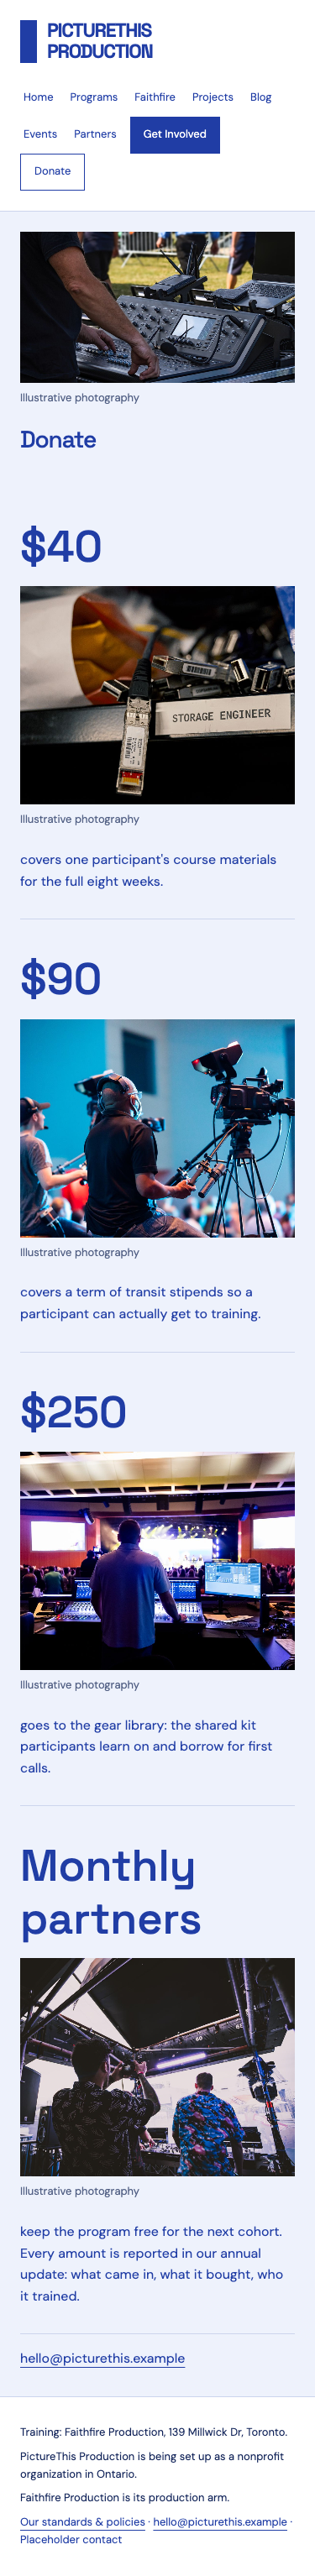 PICTURETHIS
PRODUCTION
Home Programs Faithfire Projects Blog
Events Partners Get Involved
Donate
Illustrative photography
Donate
$40
STORAGE ENGINEER
Illustrative photography
covers one participant's course materials
for the full eight weeks.
$90
Illustrative photography
covers a term of transit stipends so a
participant can actually get to training.
$250
Illustrative photography
goes to the gear library: the shared kit
participants learn on and borrow for first
calls.
Monthly
partners
Illustrative photography
keep the program free for the next cohort.
Every amount is reported in our annual
update: what came in, what it bought, who
it trained.
hello@picturethis.example
Training: Faithfire Production, 139 Millwick Dr, Toronto.
PictureThis Production is being set up as a nonprofit
organization in Ontario.
Faithfire Production is its production arm.
Our standards & policies · hello@picturethis.example ·
Placeholder contact